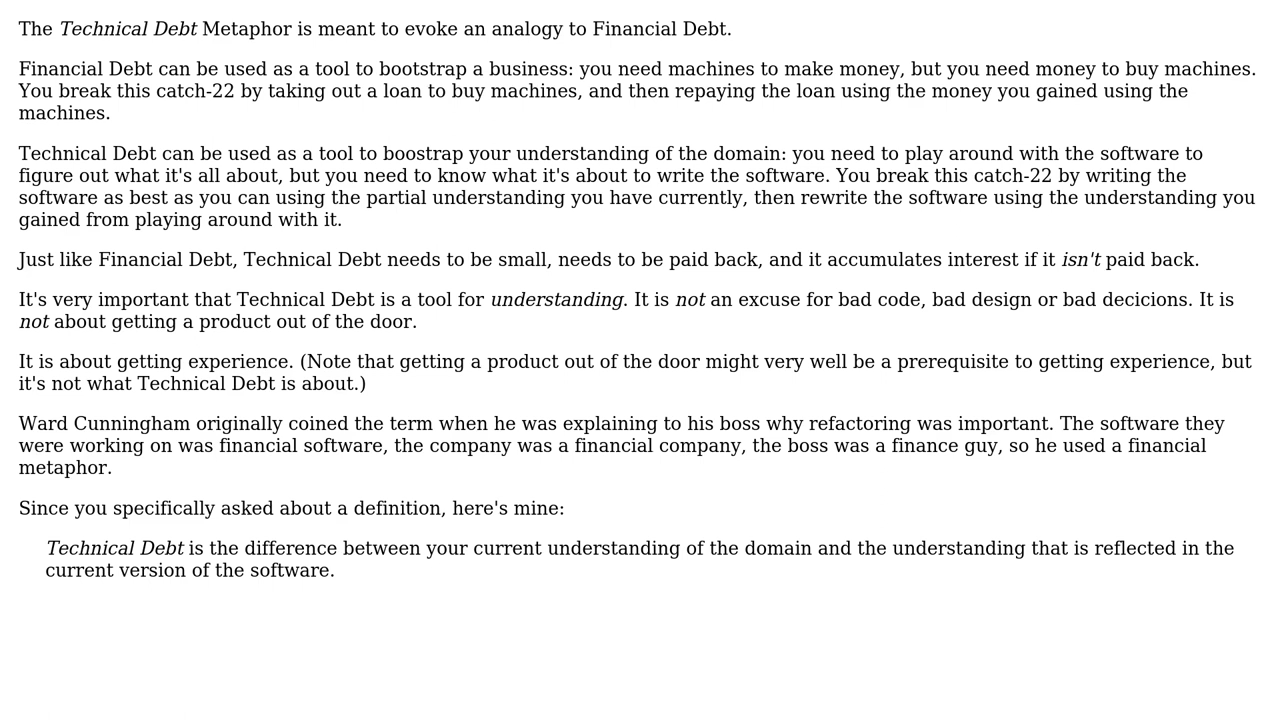 The Technical Debt Metaphor is meant to evoke an analogy to Financial Debt.
Financial Debt can be used as a tool to bootstrap a business: you need machines to make money, but you need money to buy machines.
You break this catch-22 by taking out a loan to buy machines, and then repaying the loan using the money you gained using the
machines.
Technical Debt can be used as a tool to boostrap your understanding of the domain: you need to play around with the software to
figure out what it's all about, but you need to know what it's about to write the software. You break this catch-22 by writing the
software as best as you can using the partial understanding you have currently, then rewrite the software using the understanding you
gained from playing around with it.
Just like Financial Debt, Technical Debt needs to be small, needs to be paid back, and it accumulates interest if it isn't paid back.
It's very important that Technical Debt is a tool for understanding. It is not an excuse for bad code, bad design or bad decicions. It is
not about getting a product out of the door.
It is about getting experience. (Note that getting a product out of the door might very well be a prerequisite to getting experience, but
it's not what Technical Debt is about.)
Ward Cunningham originally coined the term when he was explaining to his boss why refactoring was important. The software they
were working on was financial software, the company was a financial company, the boss was a finance guy, so he used a financial
metaphor.
Since you specifically asked about a definition, here's mine:
Technical Debt is the difference between your current understanding of the domain and the understanding that is reflected in the
current version of the software.